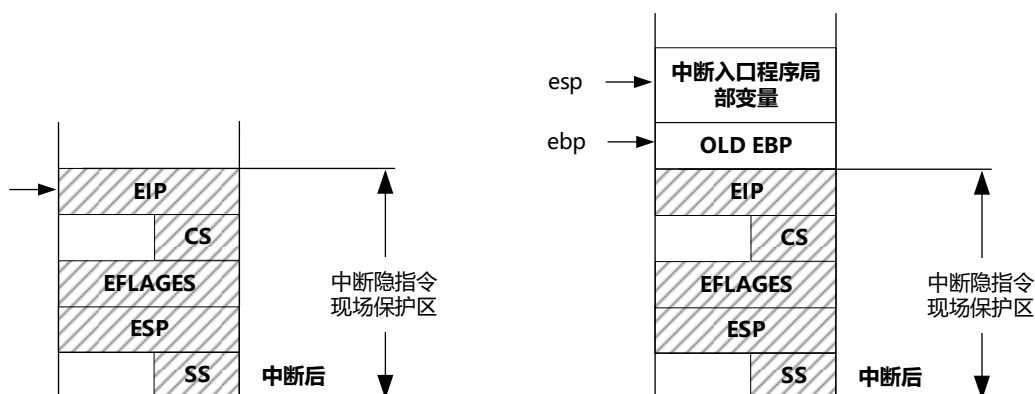 EIP
CS
EFLAGES
ESP
SS
中断后
中断隐指令
现场保护区
esp
中断入口程序局
部变量
ebp
OLD EBP
EIP
CS
EFLAGES
ESP
SS
中断后
中断隐指令
现场保护区